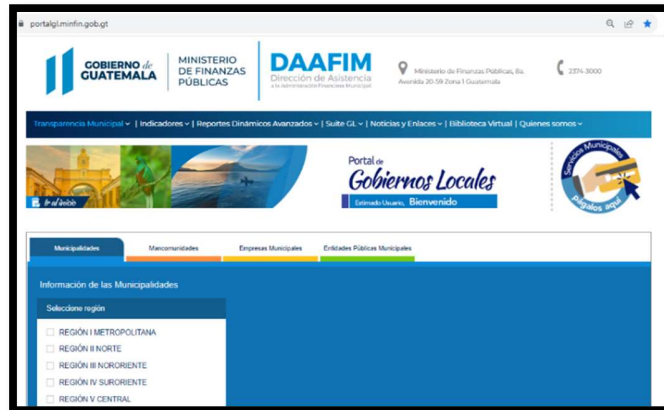 portalgl.minfin.gob.gt
GOBIERNO de
GUATEMALA
MINISTERIO
DE FINANZAS
PÚBLICAS
DAAFIM
Dirección de Asistencia
a la Administración Financiera Municipal
Ministerio de Finanzas Públicas, 8a.
Avenida 20-59 Zona 1 Guatemala
2374-3000
Transparencia Municipal | Indicadores | Reportes Dinámicos Avanzados | Suite GL | Noticias y Enlaces | Biblioteca Virtual | Quienes somos
Ir al inicio
Portal de
Gobiernos Locales
Estimado Usuario, Bienvenido
Servicios Municipales
págalos aquí
Municipalidades
Mancomunidades
Empresas Municipales
Entidades Públicas Municipales
Información de las Municipalidades
Seleccione región
REGIÓN I METROPOLITANA
REGIÓN II NORTE
REGIÓN III NORORIENTE
REGIÓN IV SURORIENTE
REGIÓN V CENTRAL